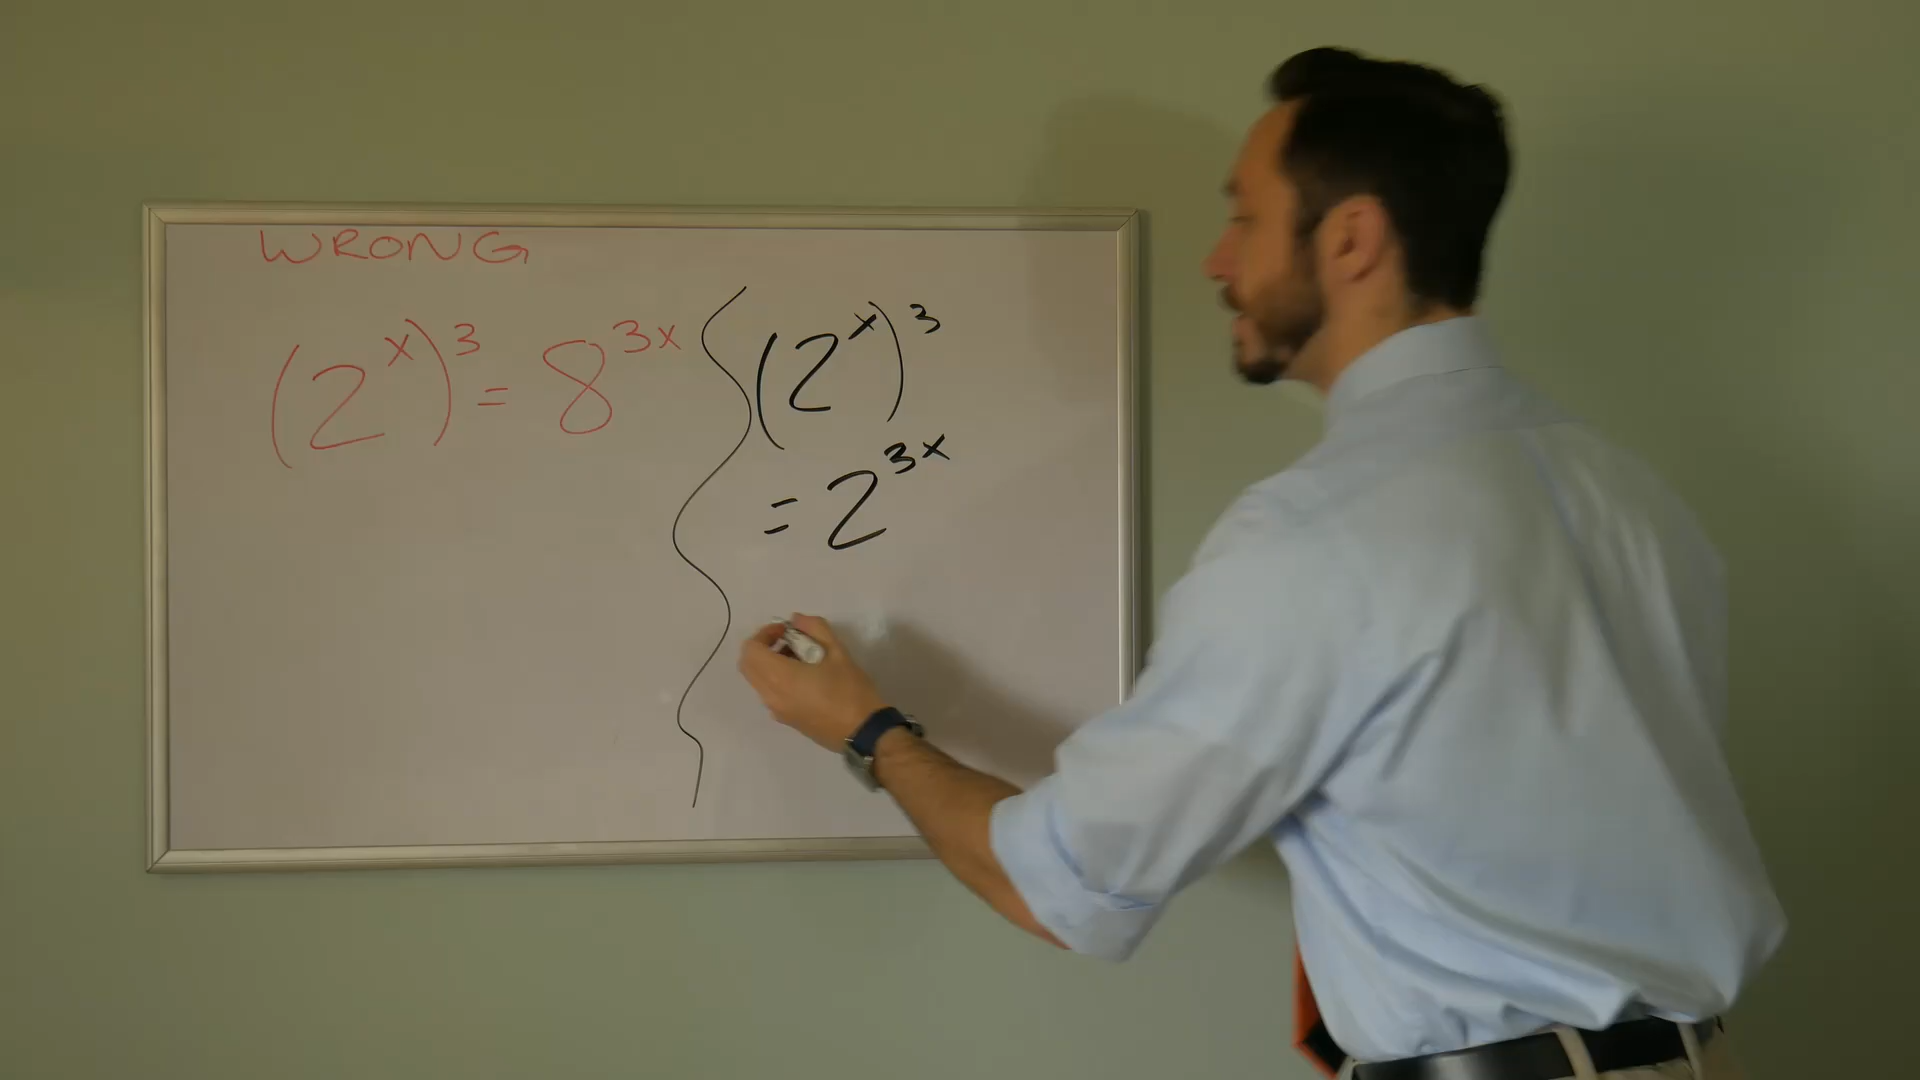 WRONG
(2^x)^3 = 8^3x
(2^x)^3
= 2^3x